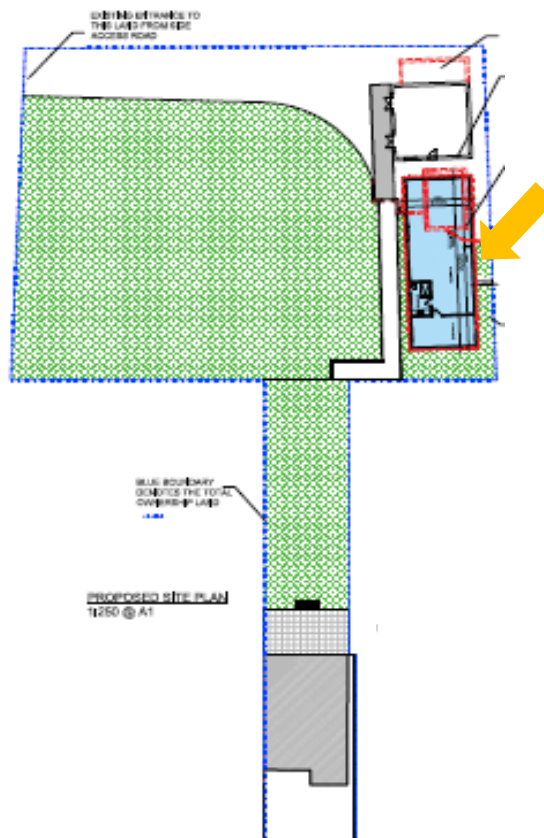 EXISTING ENTRANCE TO
THIS LAND FROM SIDE
ACCESS ROAD
BLUE BOUNDARY
DENOTES THE TOTAL
OWNERSHIP LAND
PROPOSED SITE PLAN
1:250 @ A1